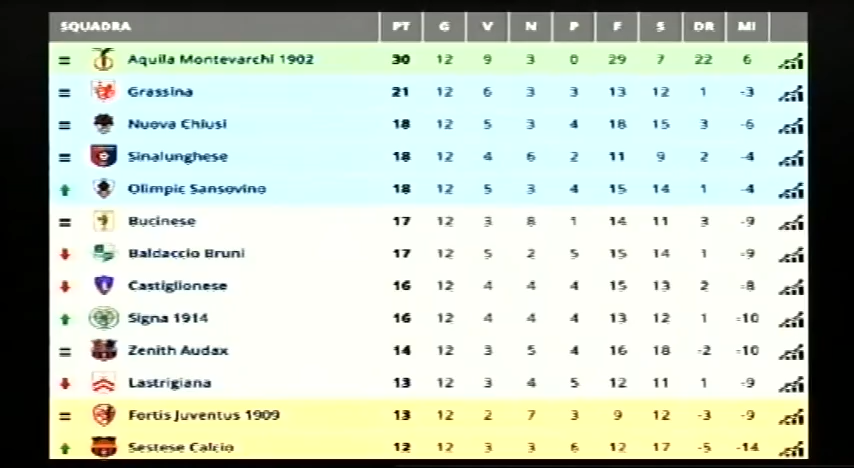 SQUADRA PT G V N P F S DR MI
Aquila Montevarchi 1902 30 12 9 3 0 29 7 22 6
Grassina 21 12 6 3 3 13 12 1 -3
Nuova Chiusi 18 12 5 3 4 18 15 3 -6
Sinalunghese 18 12 4 6 2 11 9 2 -4
Olimpic Sansovino 18 12 5 3 4 15 14 1 -4
Bucinese 17 12 3 8 1 14 11 3 -9
Baldaccio Bruni 17 12 5 2 5 15 14 1 -9
Castiglionese 16 12 4 4 4 15 13 2 -8
Signa 1914 16 12 4 4 4 13 12 1 -10
Zenith Audax 14 12 3 5 4 16 18 -2 -10
Lastrigiana 13 12 3 4 5 12 11 1 -9
Fortis Juventus 1909 13 12 2 7 3 9 12 -3 -9
Sestese Calcio 12 12 3 3 6 12 17 -5 -14